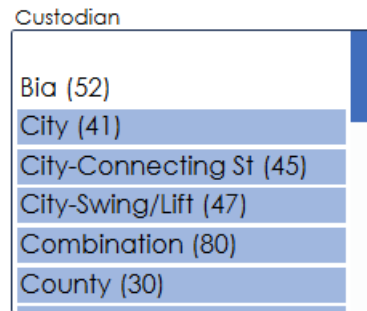 Custodian
Bia (52)
City (41)
City-Connecting St (45)
City-Swing/Lift (47)
Combination (80)
County (30)